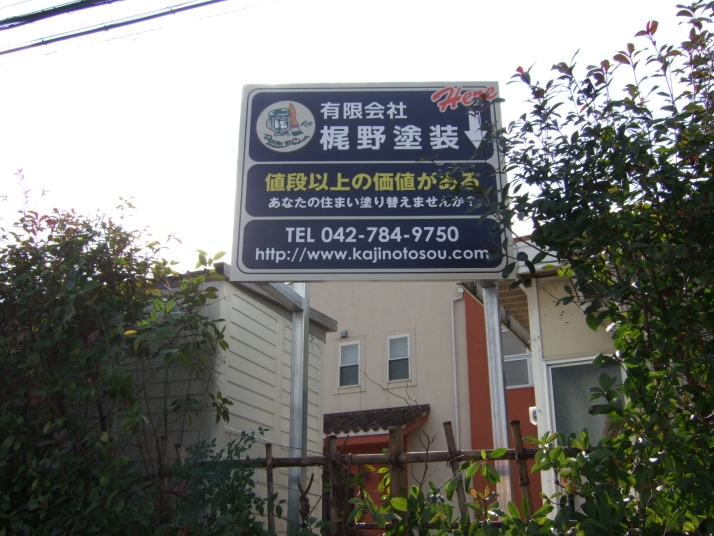 Here
有限会社
梶野塗装
値段以上の価値がある
あなたの住まい塗り替えませんか?
TEL 042-784-9750
http://www.kajinotosou.com